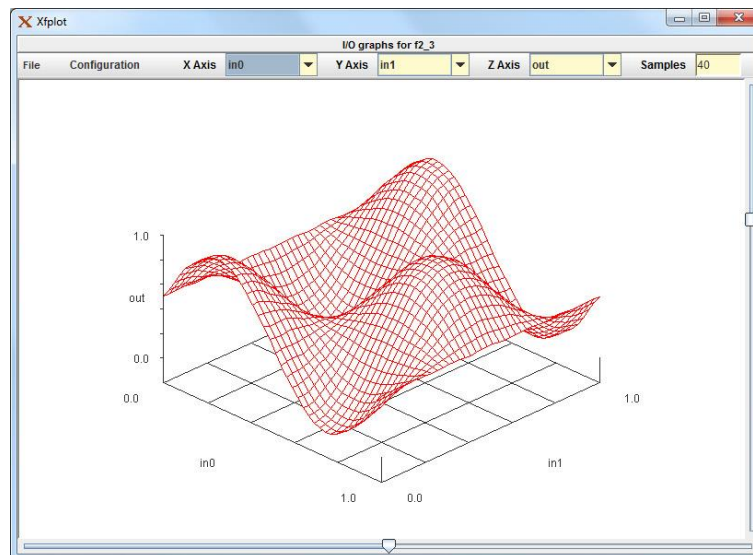 Xfplot
I/O graphs for f2_3
File Configuration X Axis in0 Y Axis in1 Z Axis out Samples 40
1.0
out
0.0
0.0 1.0
in0 in1
1.0 0.0